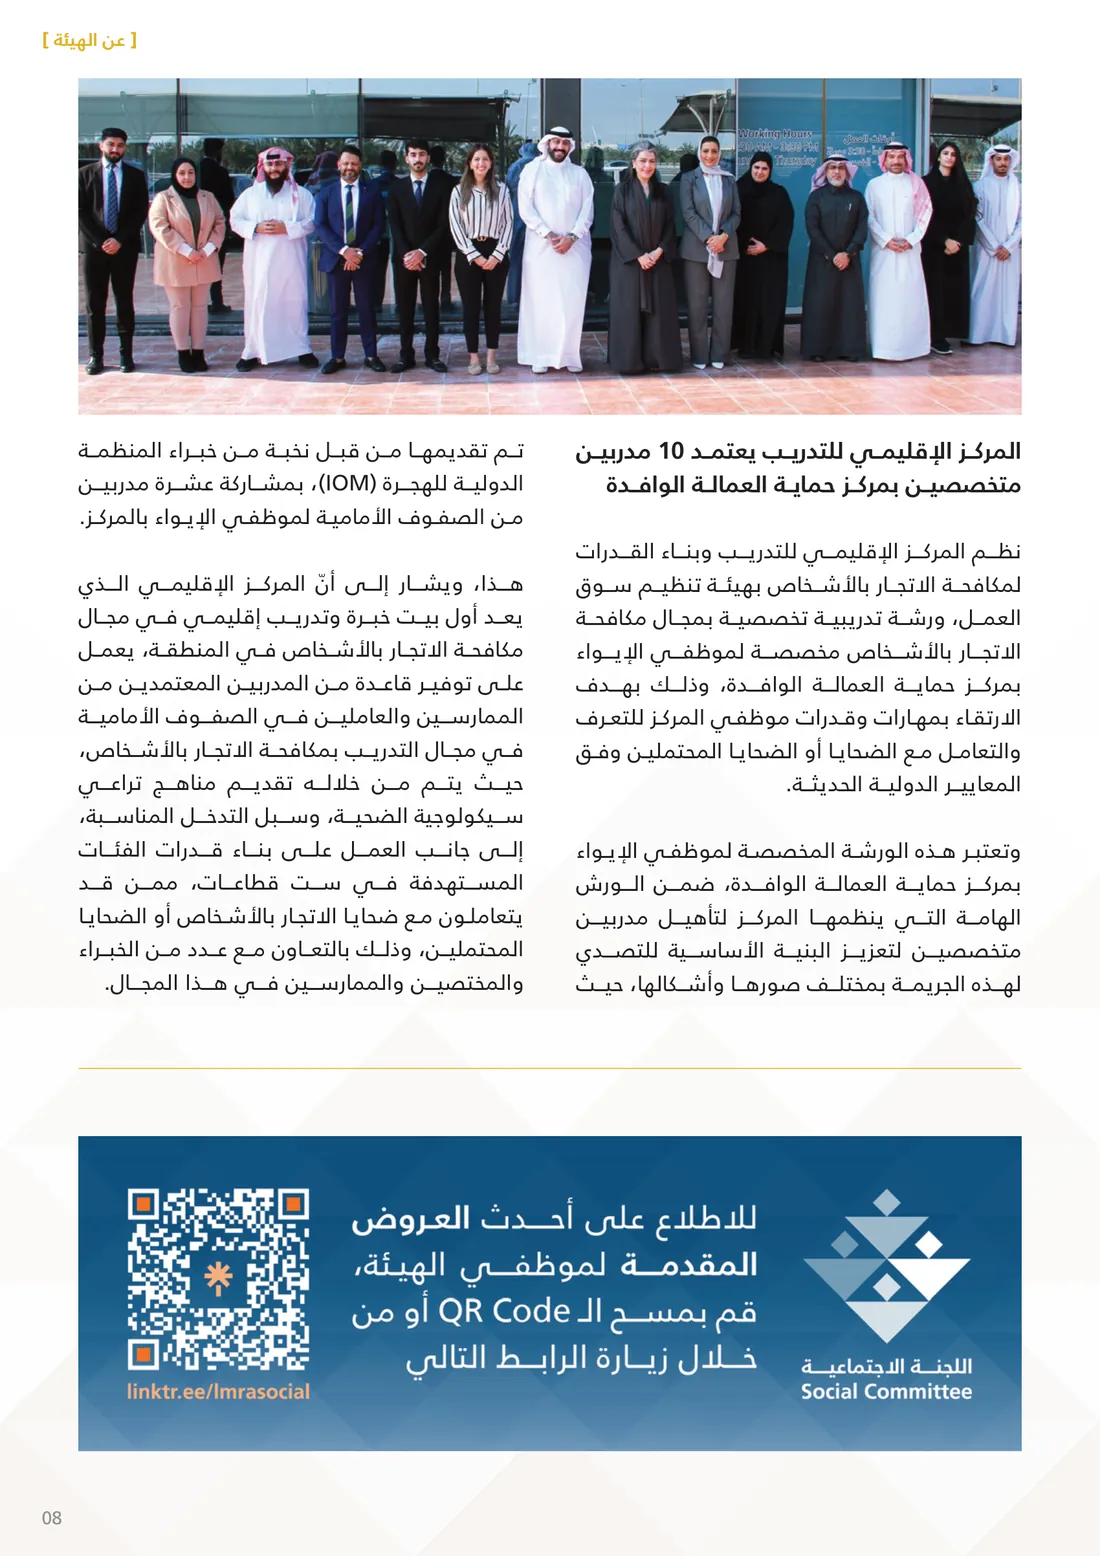 [ عن الهيئة ]
Working Hours
Thursday
المركز الإقليمي للتدريب يعتمد 10 مدربين
متخصصين بمركز حماية العمالة الوافدة
نظم المركز الإقليمي للتدريب وبناء القدرات
لمكافحة الاتجار بالأشخاص بهيئة تنظيم سوق
العمل، ورشة تدريبية تخصصية بمجال مكافحة
الاتجار بالأشخاص مخصصة لموظفي الإيواء
بمركز حماية العمالة الوافدة، وذلك بهدف
الارتقاء بمهارات وقدرات موظفي المركز للتعرف
والتعامل مع الضحايا أو الضحايا المحتملين وفق
المعايير الدولية الحديثة.
وتعتبر هذه الورشة المخصصة لموظفي الإيواء
بمركز حماية العمالة الوافدة، ضمن الورش
الهامة التي ينظمها المركز لتأهيل مدربين
متخصصين لتعزيز البنية الأساسية للتصدي
لهذه الجريمة بمختلف صورها وأشكالها، حيث
تم تقديمها من قبل نخبة من خبراء المنظمة
الدولية للهجرة (IOM)، بمشاركة عشرة مدربين
من الصفوف الأمامية لموظفي الإيواء بالمركز.
هذا، ويشار إلى أنّ المركز الإقليمي الذي
يعد أول بيت خبرة وتدريب إقليمي في مجال
مكافحة الاتجار بالأشخاص في المنطقة، يعمل
على توفير قاعدة من المدربين المعتمدين من
الممارسين والعاملين في الصفوف الأمامية
في مجال التدريب بمكافحة الاتجار بالأشخاص،
حيث يتم من خلاله تقديم مناهج تراعي
سيكولوجية الضحية، وسبل التدخل المناسبة،
إلى جانب العمل على بناء قدرات الفئات
المستهدفة في ست قطاعات، ممن قد
يتعاملون مع ضحايا الاتجار بالأشخاص أو الضحايا
المحتملين، وذلك بالتعاون مع عدد من الخبراء
والمختصين والممارسين في هذا المجال.
للاطلاع على أحدث العروض
المقدمة لموظفي الهيئة،
قم بمسح الـ QR Code أو من
خلال زيارة الرابط التالي
linktr.ee/lmrasocial
اللجنة الاجتماعية
Social Committee
08